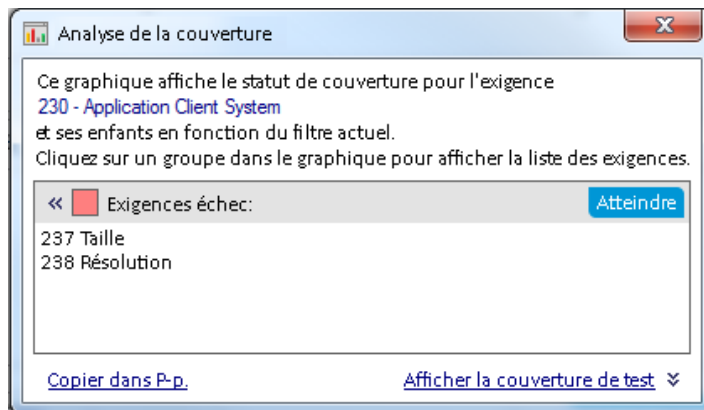 Analyse de la couverture
Ce graphique affiche le statut de couverture pour l'exigence
230 - Application Client System
et ses enfants en fonction du filtre actuel.
Cliquez sur un groupe dans le graphique pour afficher la liste des exigences.
« Exigences échec: Atteindre
237 Taille
238 Résolution
Copier dans P-p. Afficher la couverture de test